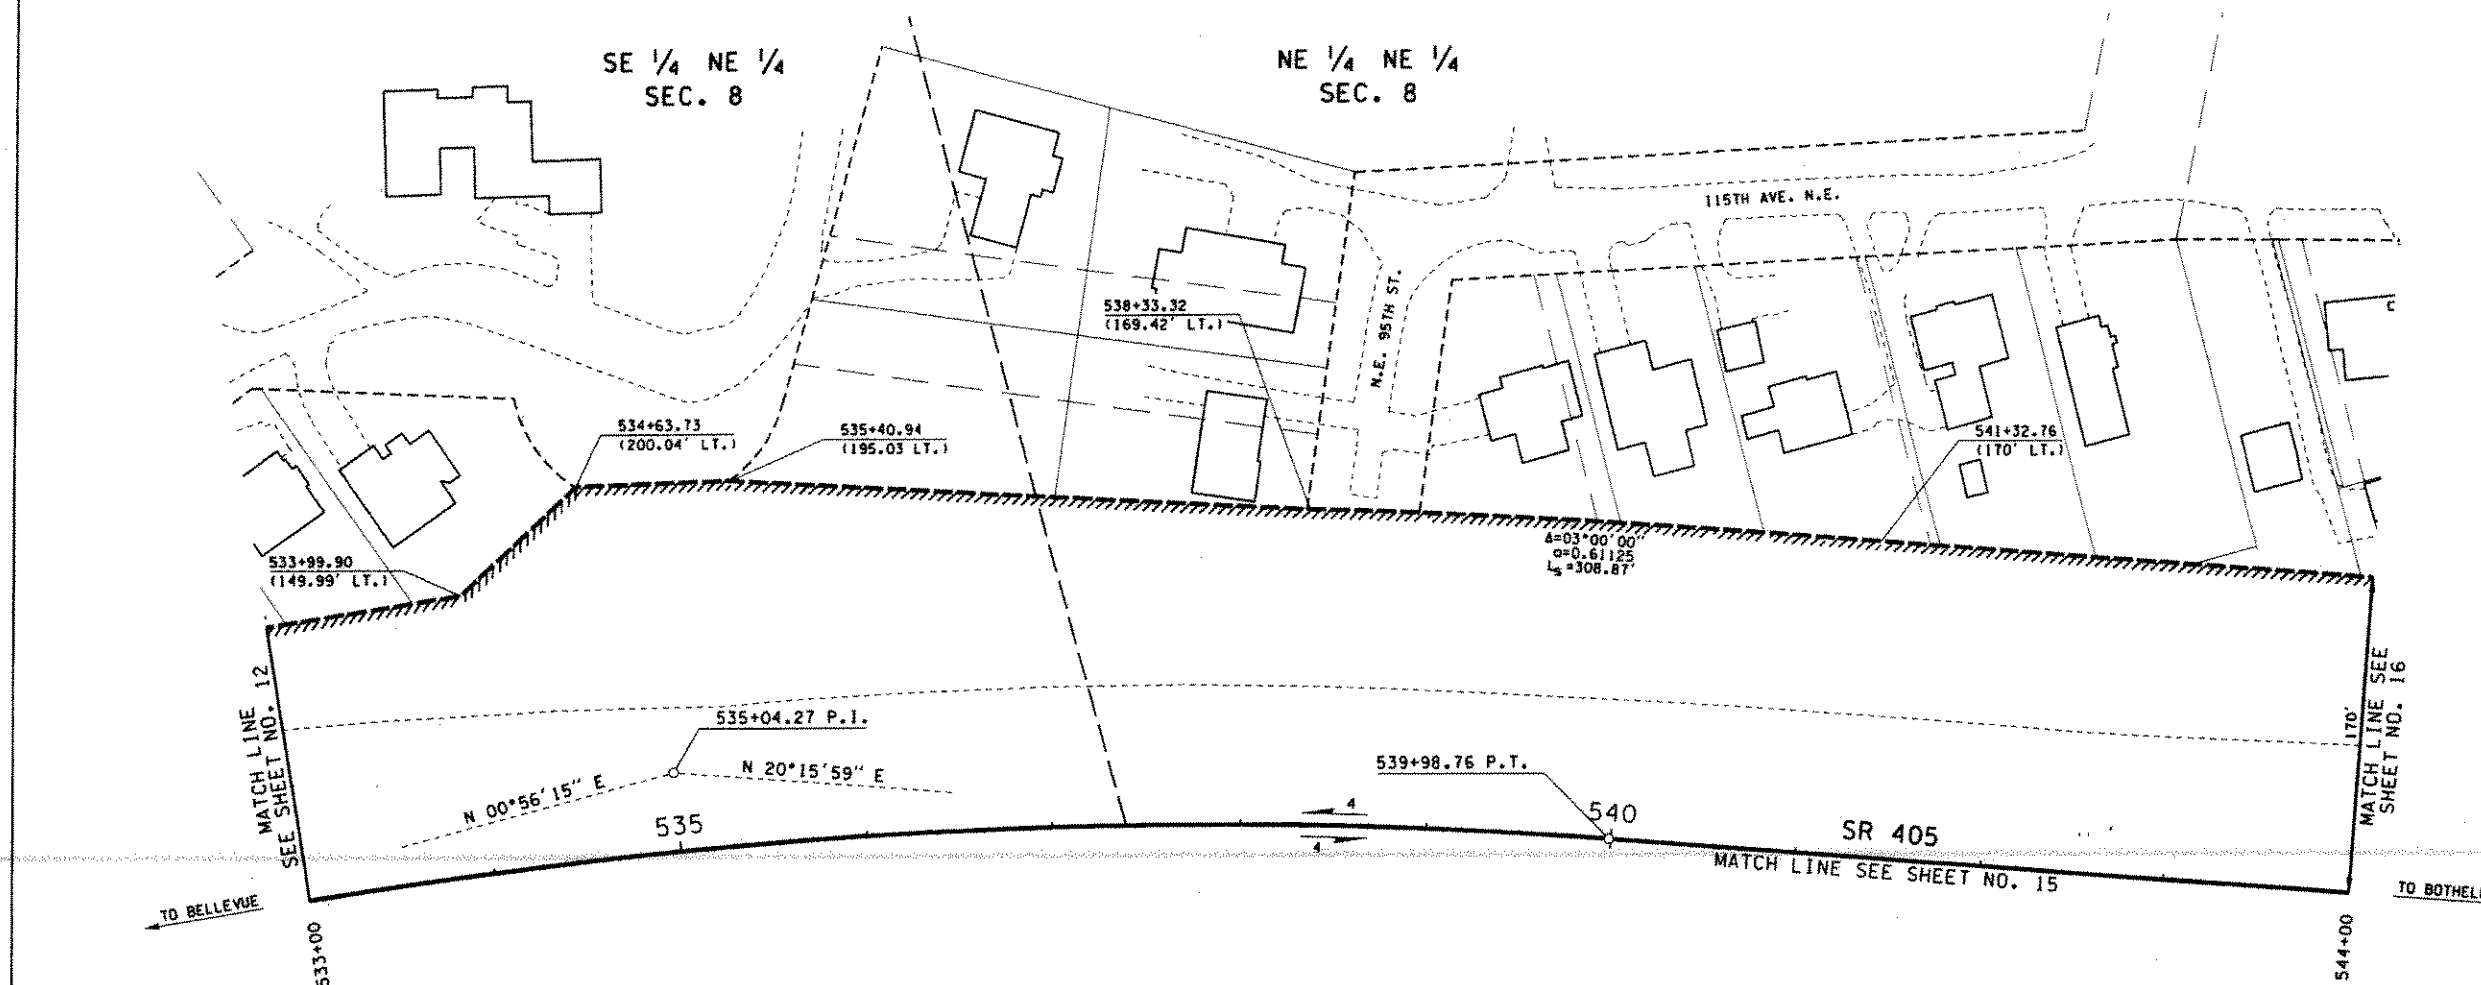 SE 1/4 NE 1/4
SEC. 8
NE 1/4 NE 1/4
SEC. 8
115TH AVE. N.E.
N.E. 95TH ST.
538+33.32
(169.42' LT.)
534+63.73
(200.04' LT.)
535+40.94
(195.03 LT.)
541+32.76
(170' LT.)
533+99.90
(149.99' LT.)
Δ=03°00'00"
a=0.61125
Ls=308.87'
MATCH LINE
SEE SHEET NO. 12
535+04.27 P.I.
N 00°56'15" E
N 20°15'59" E
539+98.76 P.T.
535
4
4
540
SR 405
MATCH LINE SEE SHEET NO. 15
170'
MATCH LINE SEE
SHEET NO. 16
TO BELLEVUE
TO BOTHELL
533+00
544+00